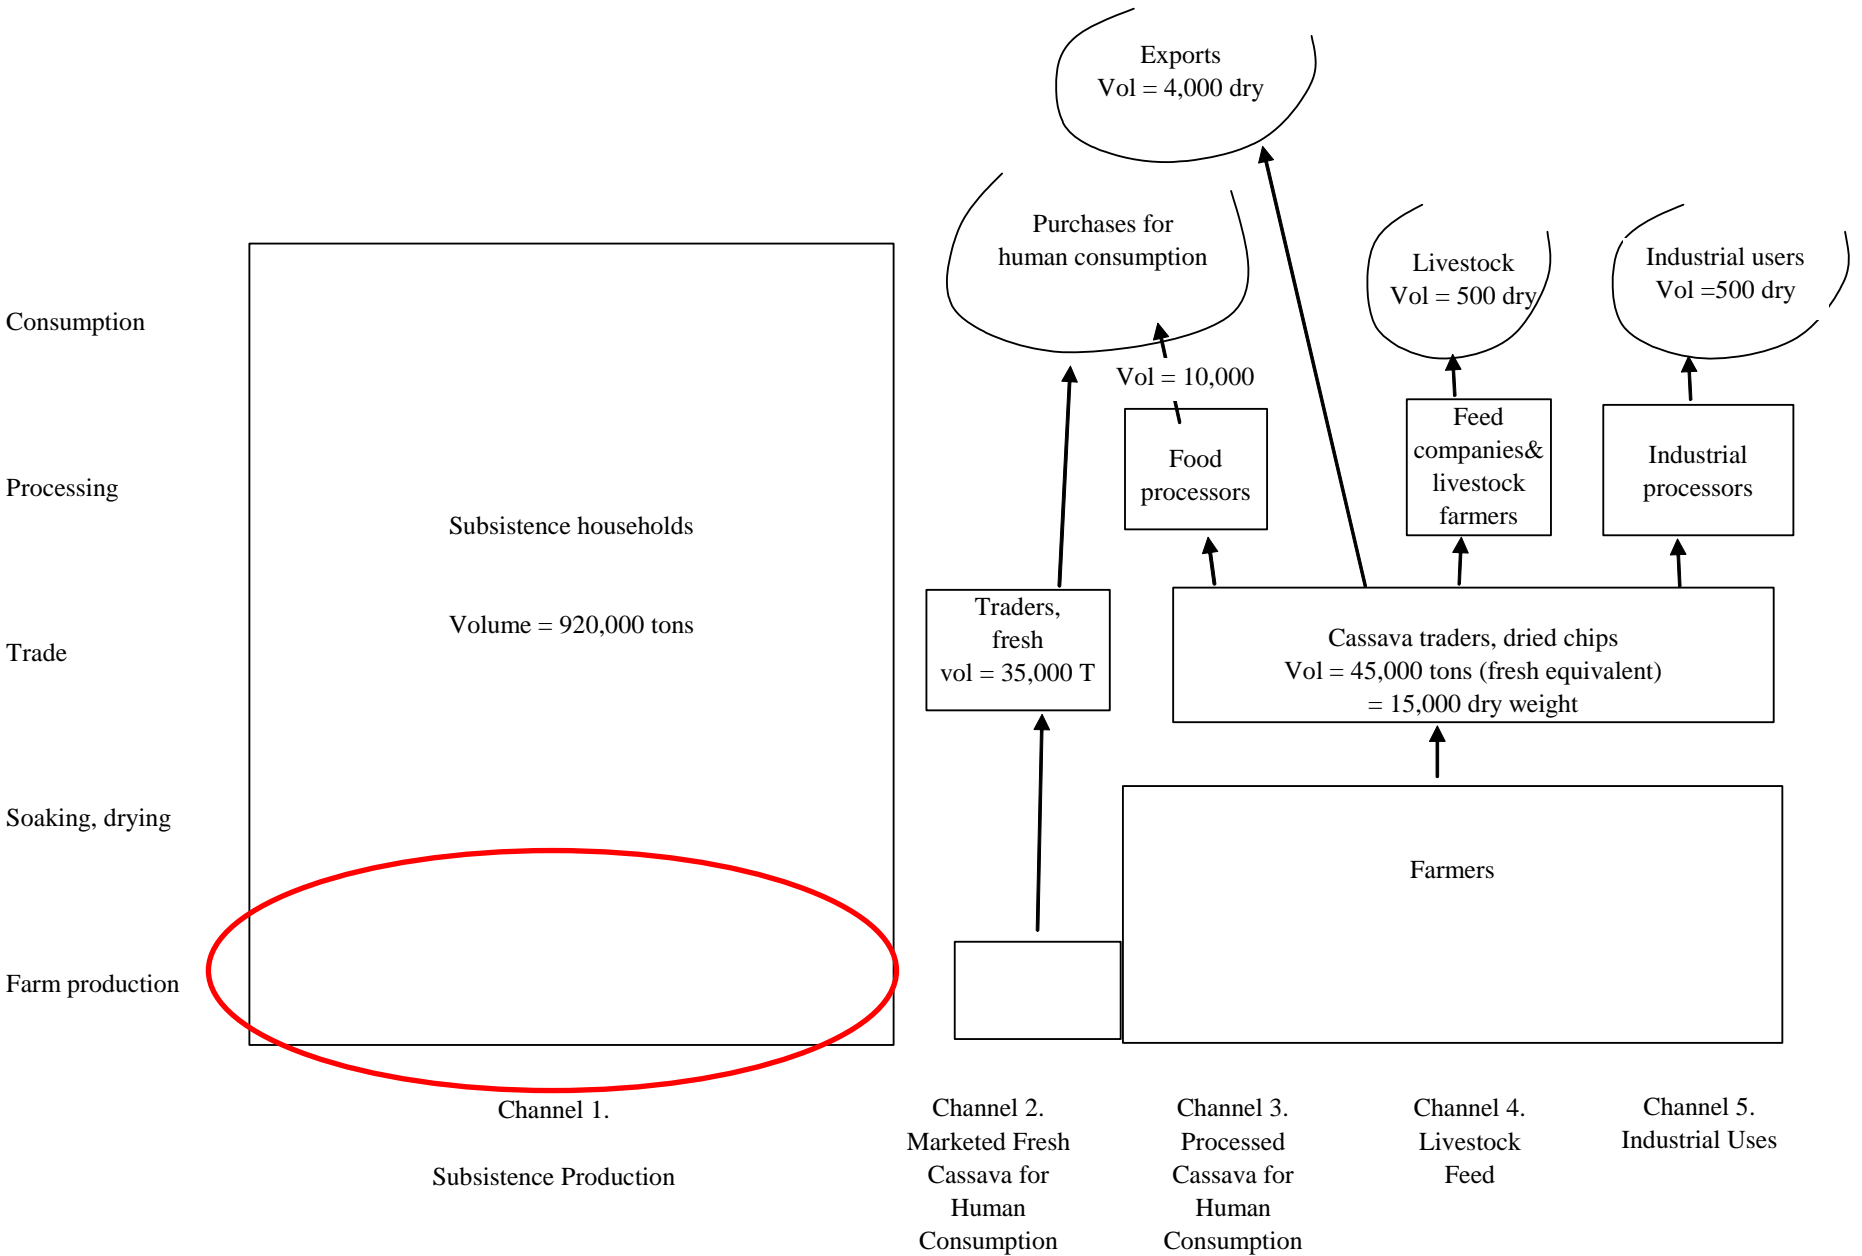 Exports
Vol = 4,000 dry
Purchases for
human consumption
Livestock
Vol = 500 dry
Industrial users
Vol =500 dry
Consumption
Vol = 10,000
Processing
Subsistence households
Volume = 920,000 tons
Food
processors
Feed
companies&
livestock
farmers
Industrial
processors
Trade
Traders,
fresh
vol = 35,000 T
Cassava traders, dried chips
Vol = 45,000 tons (fresh equivalent)
= 15,000 dry weight
Soaking, drying
Farmers
Farm production
Channel 1.
Subsistence Production
Channel 2.
Marketed Fresh
Cassava for
Human
Consumption
Channel 3.
Processed
Cassava for
Human
Consumption
Channel 4.
Livestock
Feed
Channel 5.
Industrial Uses